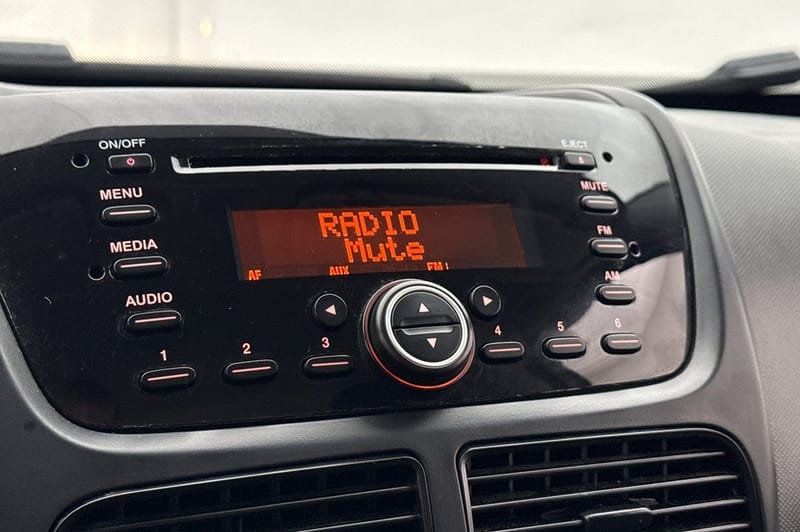 ON/OFF
EJECT
MENU
MUTE
RADIO
Mute
MEDIA
FM
AF AUX FM
AM
AUDIO
1 2 3 4 5 6